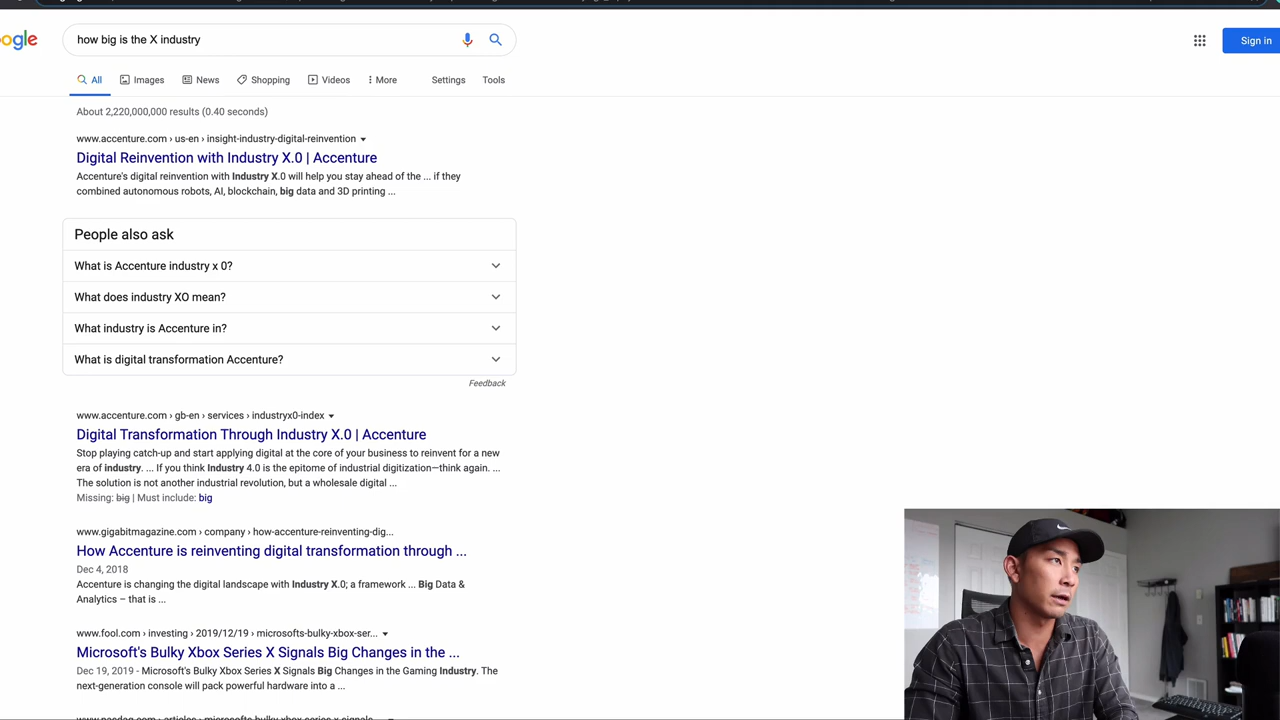 ogle
how big is the X industry
Sign in
All Images News Shopping Videos More Settings Tools
About 2,220,000,000 results (0.40 seconds)
www.accenture.com › us-en › insight-industry-digital-reinvention
Digital Reinvention with Industry X.0 | Accenture
Accenture's digital reinvention with Industry X.0 will help you stay ahead of the ... if they
combined autonomous robots, AI, blockchain, big data and 3D printing ...
People also ask
What is Accenture industry x 0?
What does industry XO mean?
What industry is Accenture in?
What is digital transformation Accenture?
Feedback
www.accenture.com › gb-en › services › industryx0-index
Digital Transformation Through Industry X.0 | Accenture
Stop playing catch-up and start applying digital at the core of your business to reinvent for a new
era of industry. ... If you think Industry 4.0 is the epitome of industrial digitization—think again. ...
The solution is not another industrial revolution, but a wholesale digital ...
Missing: big | Must include: big
www.gigabitmagazine.com › company › how-accenture-reinventing-dig...
How Accenture is reinventing digital transformation through ...
Dec 4, 2018
Accenture is changing the digital landscape with Industry X.0; a framework ... Big Data &
Analytics – that is ...
www.fool.com › investing › 2019/12/19 › microsofts-bulky-xbox-ser...
Microsoft's Bulky Xbox Series X Signals Big Changes in the ...
Dec 19, 2019 - Microsoft's Bulky Xbox Series X Signals Big Changes in the Gaming Industry. The
next-generation console will pack powerful hardware into a ...